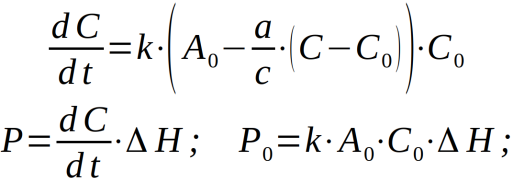 dC/dt=k·(A₀−a/c·(C−C₀))·C₀
P=dC/dt·ΔH; P₀=k·A₀·C₀·ΔH;